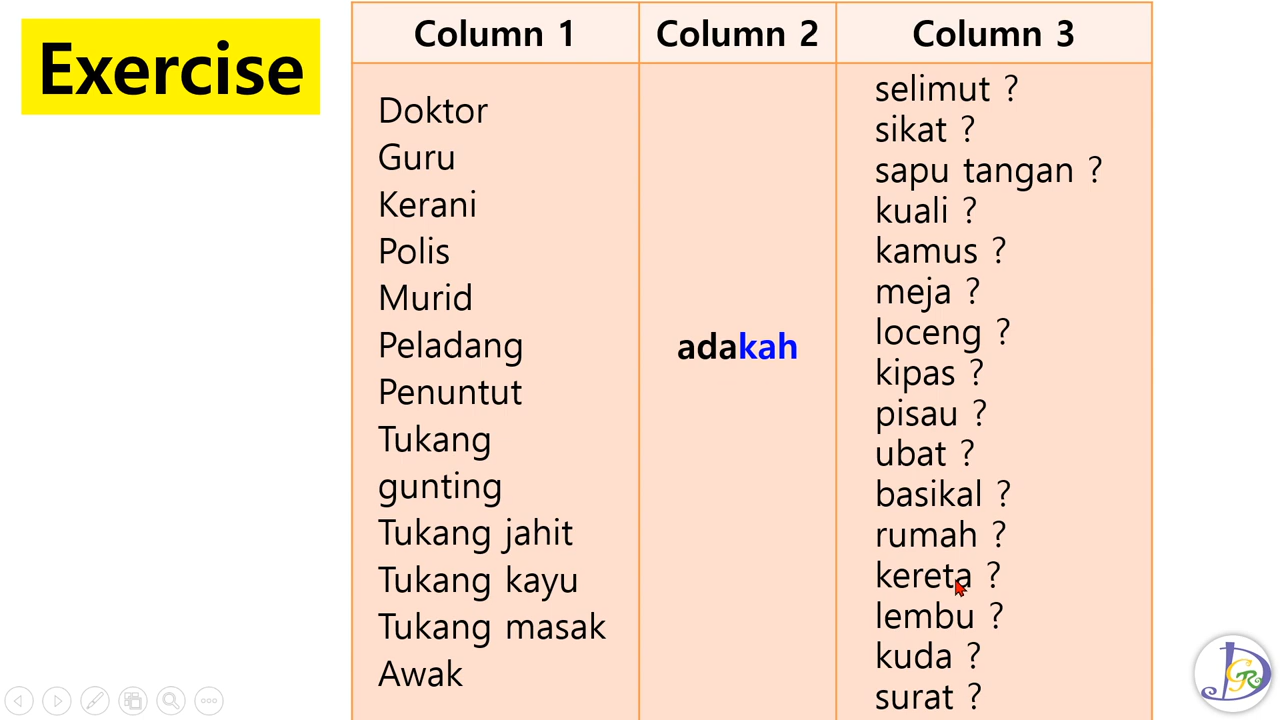 Exercise
Column 1
Column 2
Column 3
Doktor
Guru
Kerani
Polis
Murid
Peladang
Penuntut
Tukang
gunting
Tukang jahit
Tukang kayu
Tukang masak
Awak
adakah
selimut ?
sikat ?
sapu tangan ?
kuali ?
kamus ?
meja ?
loceng ?
kipas ?
pisau ?
ubat ?
basikal ?
rumah ?
kereta ?
lembu ?
kuda ?
surat ?